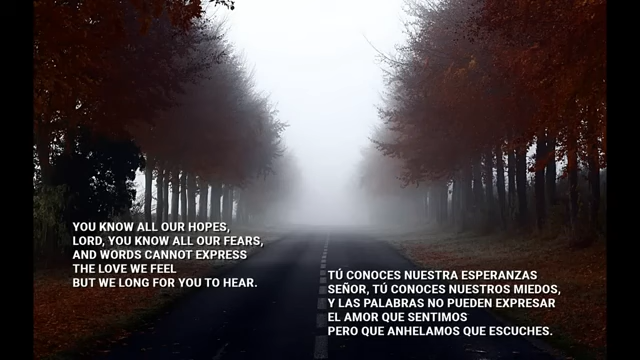 YOU KNOW ALL OUR HOPES,
LORD, YOU KNOW ALL OUR FEARS,
AND WORDS CANNOT EXPRESS
THE LOVE WE FEEL
BUT WE LONG FOR YOU TO HEAR.
TÚ CONOCES NUESTRA ESPERANZAS
SEÑOR, TÚ CONOCES NUESTROS MIEDOS,
Y LAS PALABRAS NO PUEDEN EXPRESAR
EL AMOR QUE SENTIMOS
PERO QUE ANHELAMOS QUE ESCUCHES.